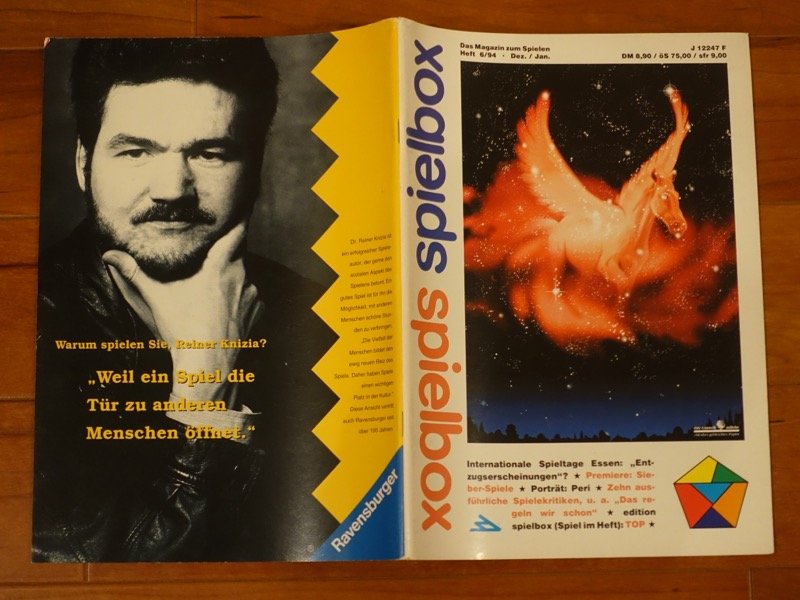 Dr. Rainer Knizia ist
ein erfolgreicher Spiele-
autor, der gerne den
sozialen Aspekt des
Spielens betont. Ein
gutes Spiel ist für ihn die
Möglichkeit, mit anderen
Menschen schöne Stun-
den zu verbringen.
„Die Vielfalt der
Menschen bildet den
ewig neuen Reiz des
Spiels. Daher haben Spiele
einen wichtigen
Platz in der Kultur.“
Diese Ansicht vertritt
auch Ravensburger seit
über 100 Jahren.
Warum spielen Sie, Reiner Knizia?
„Weil ein Spiel die
Tür zu anderen
Menschen öffnet.“
Ravensburger
spielbox spielbox
Das Magazin zum Spielen
Heft 6/94 · Dez. / Jan.
J 12247 F
DM 8,90 / öS 75,00 / sfr 9,00
Internationale Spieltage Essen: „Ent-
zugserscheinungen“? ★ Premiere: Sie-
ber-Spiele ★ Porträt: Peri ★ Zehn aus-
führliche Spielekritiken, u. a. „Das re-
geln wir schon“ ★ edition
spielbox (Spiel im Heft): TOP ★